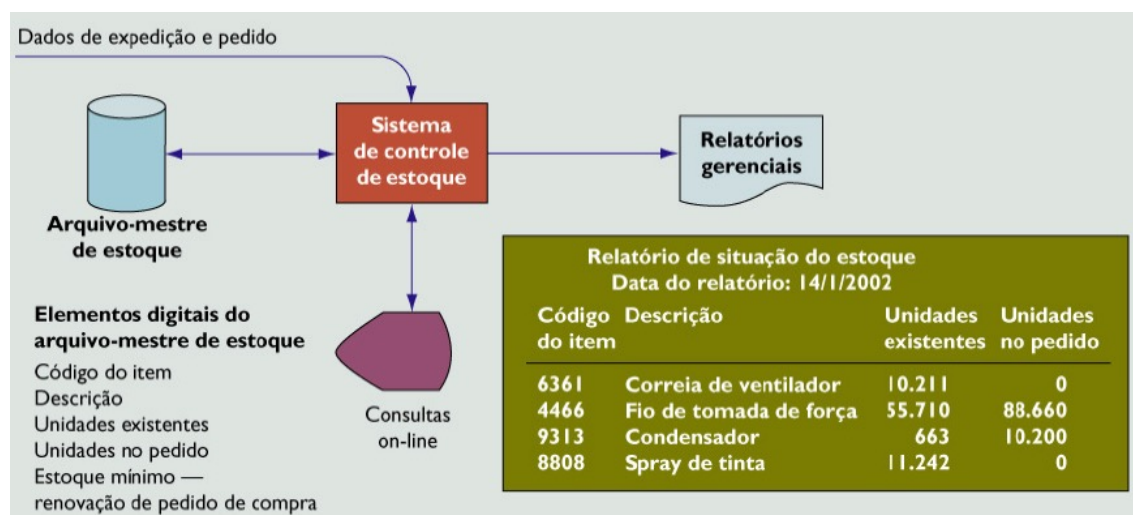 Dados de expedição e pedido
Sistema
de controle
de estoque
Relatórios
gerenciais
Arquivo-mestre
de estoque
Elementos digitais do
arquivo-mestre de estoque
Código do item
Descrição
Unidades existentes
Unidades no pedido
Estoque mínimo —
renovação de pedido de compra
Consultas
on-line
Relatório de situação do estoque
Data do relatório: 14/1/2002
Código Descrição Unidades Unidades
do item existentes no pedido
6361 Correia de ventilador 10.211 0
4466 Fio de tomada de força 55.710 88.660
9313 Condensador 663 10.200
8808 Spray de tinta 11.242 0